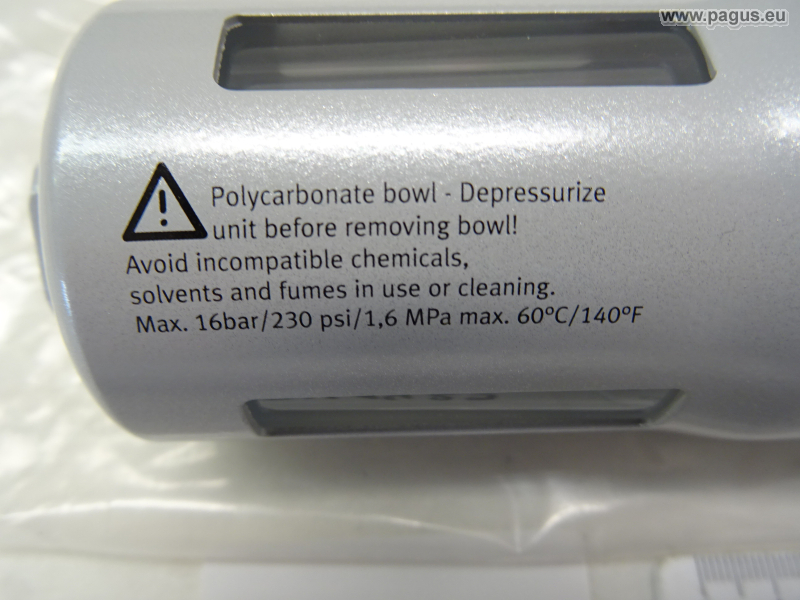 www.pagus.eu
Polycarbonate bowl - Depressurize
unit before removing bowl!
Avoid incompatible chemicals,
solvents and fumes in use or cleaning.
Max. 16bar/230 psi/1,6 MPa max. 60°C/140°F